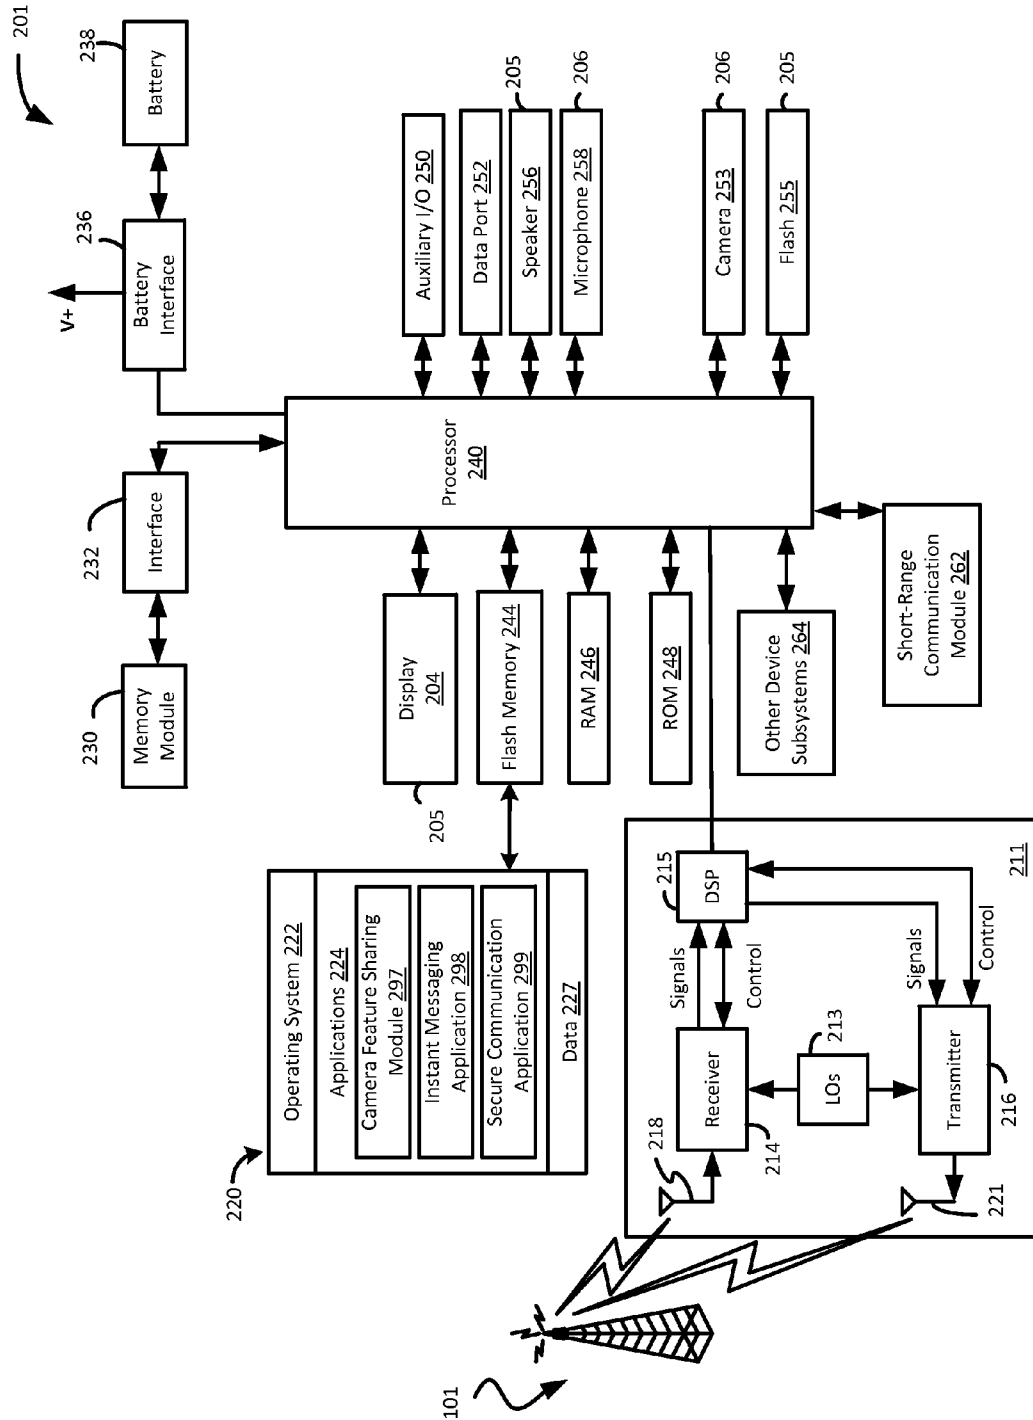 201
230
Memory
Module
232
Interface
V+
236
Battery
Interface
238
Battery
220
Operating System 222
Applications 224
Camera Feature Sharing
Module 297
Instant Messaging
Application 298
Secure Communication
Application 299
Data 227
Display
204
205
Flash Memory 244
RAM 246
ROM 248
Other Device
Subsystems 264
Short-Range
Communication
Module 262
Processor
240
Auxiliary I/O 250
Data Port 252
Speaker 256
205
Microphone 258
206
Camera 253
206
Flash 255
205
101
218
Receiver
214
Signals
Control
215
DSP
LOs
213
Transmitter
216
221
Signals
Control
211